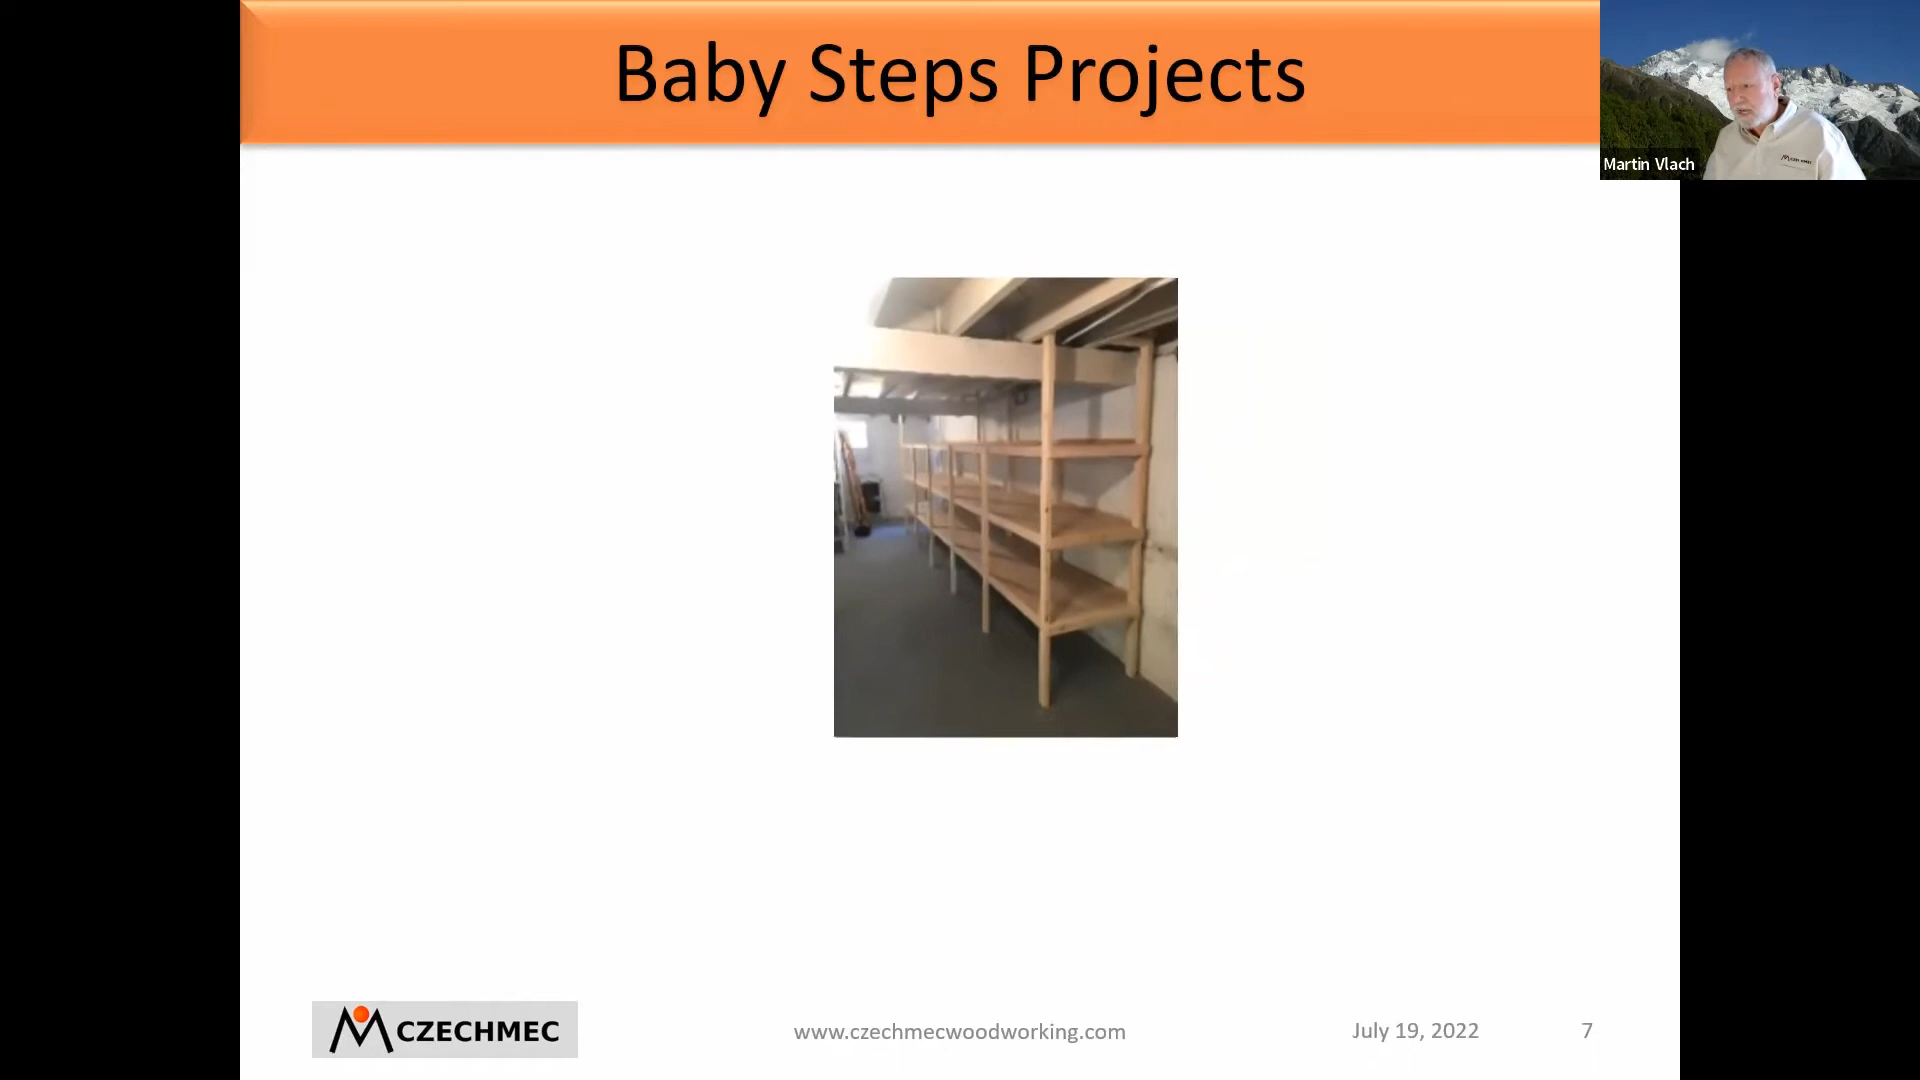 Baby Steps Projects
Martin Vlach
CZECHMEC
www.czechmecwoodworking.com
July 19, 2022
7